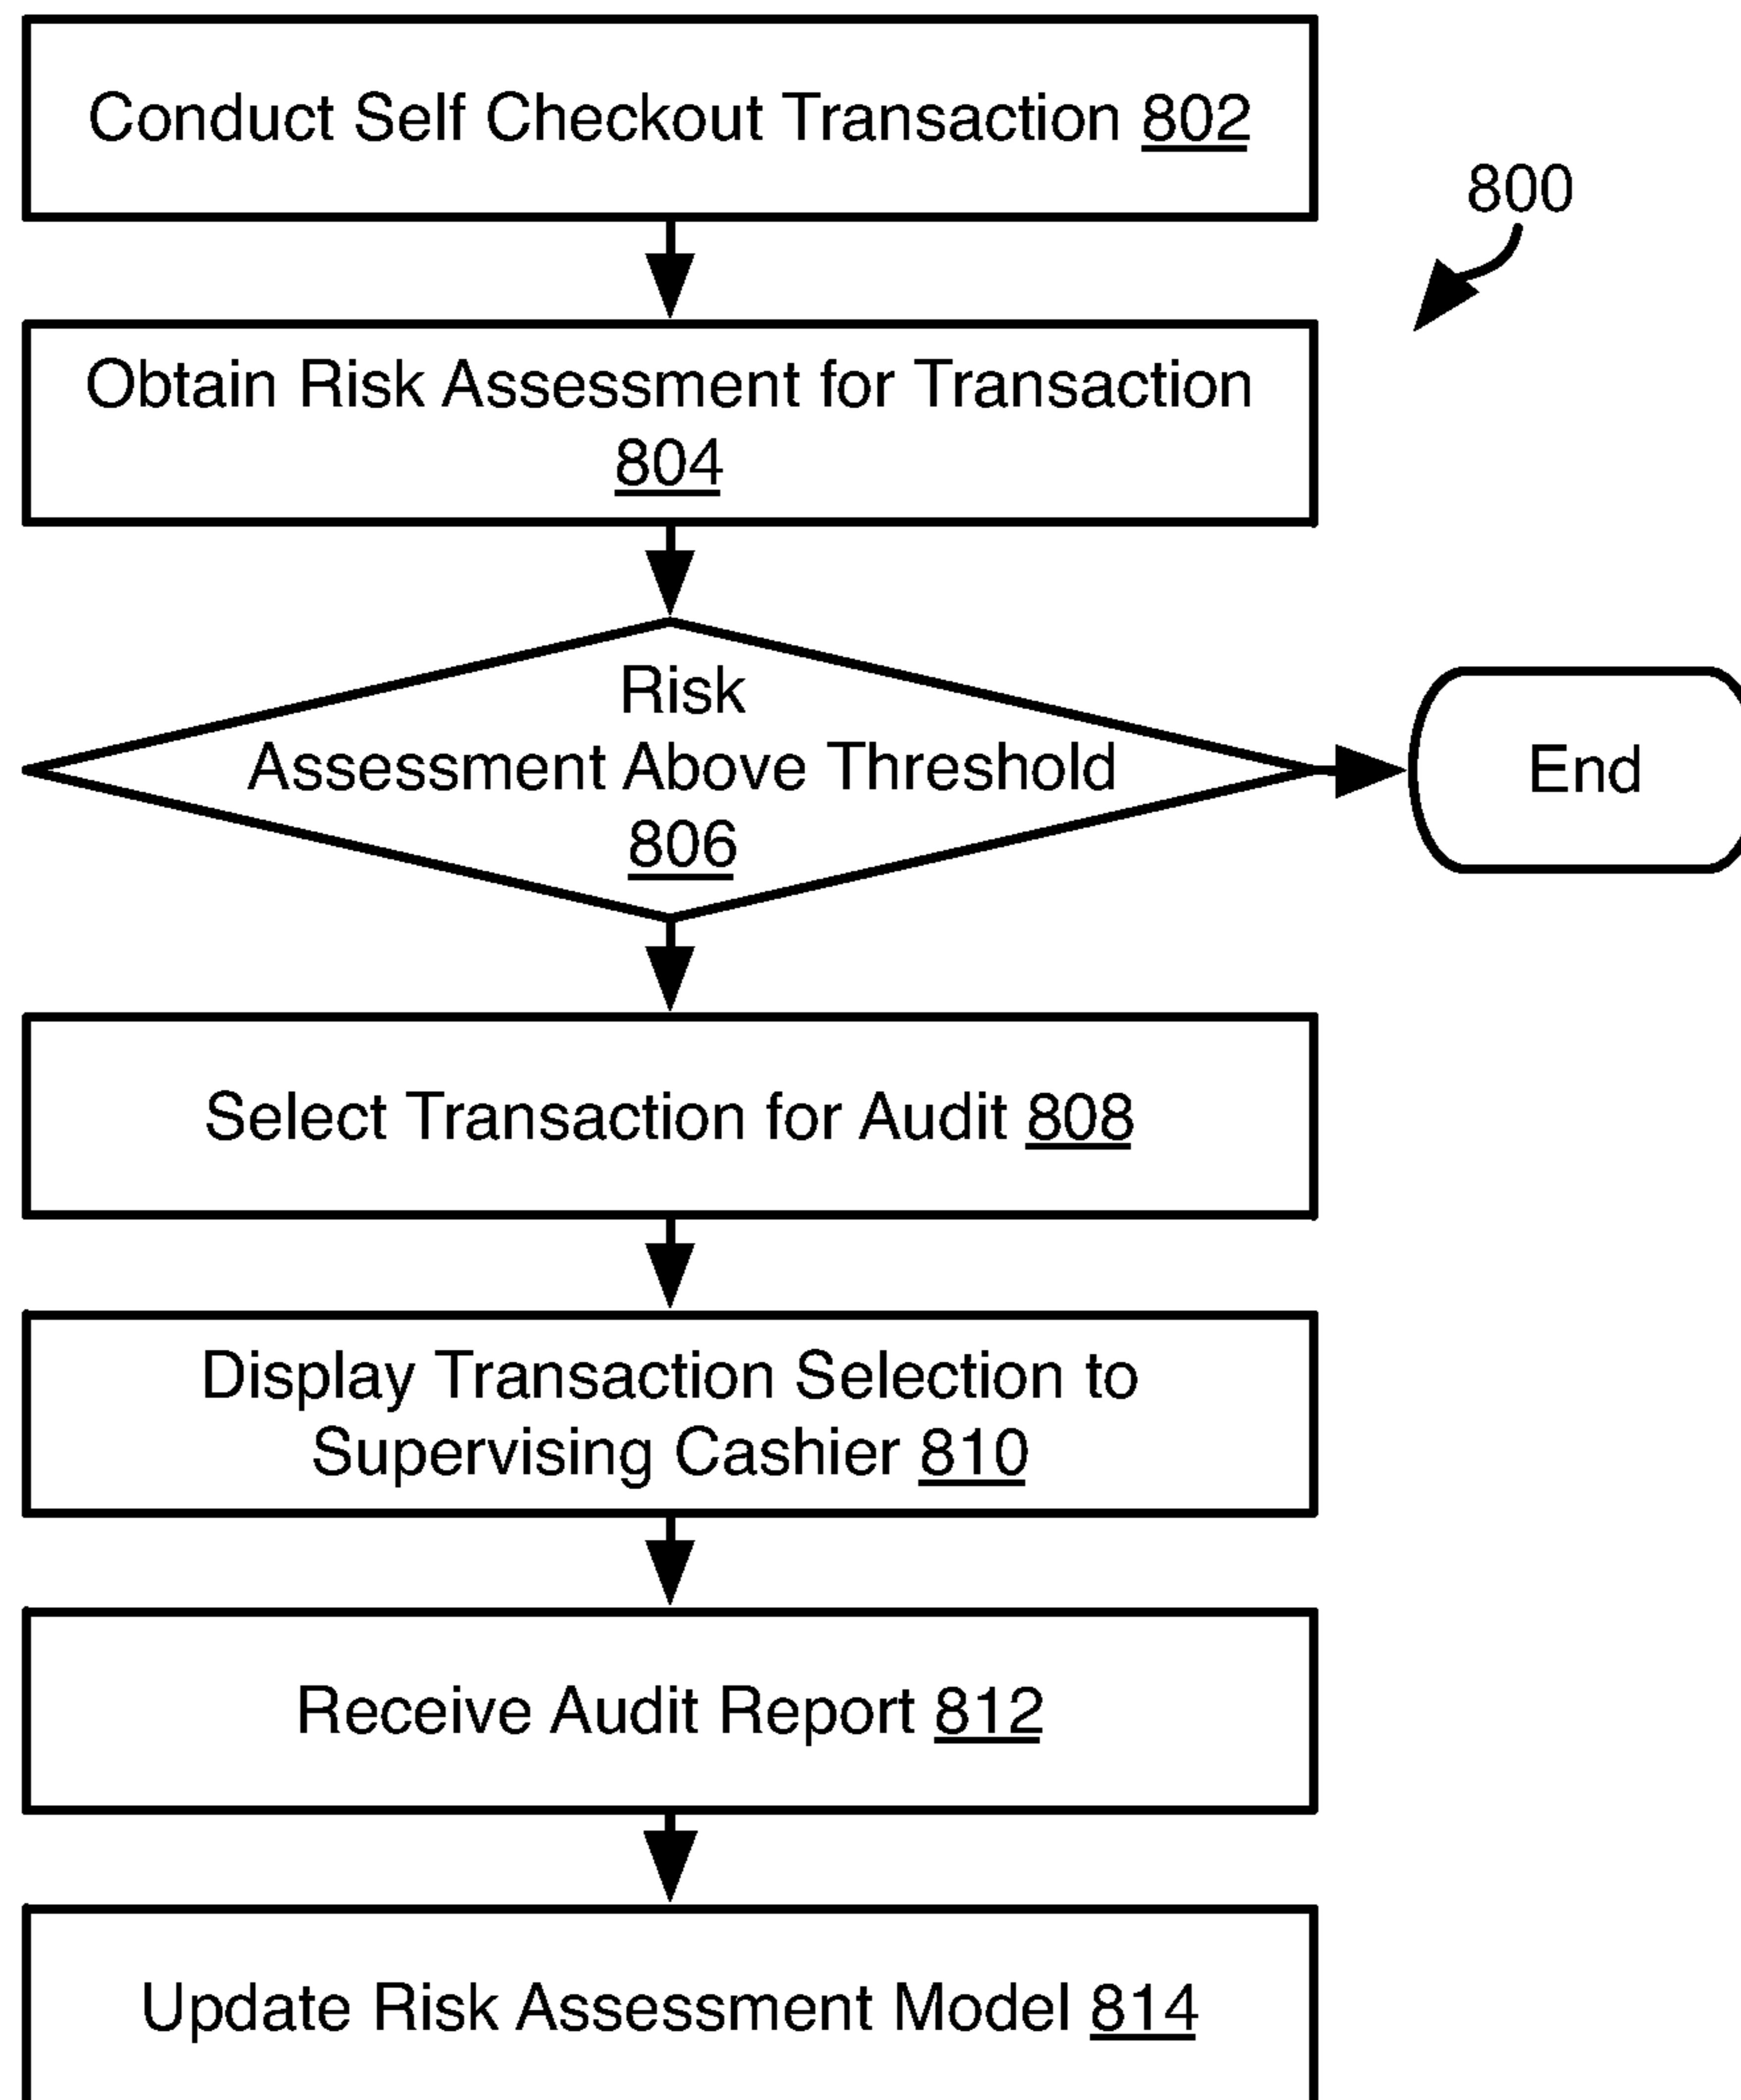 Conduct Self Checkout Transaction 802
800
Obtain Risk Assessment for Transaction
804
Risk
Assessment Above Threshold
806
End
Select Transaction for Audit 808
Display Transaction Selection to
Supervising Cashier 810
Receive Audit Report 812
Update Risk Assessment Model 814